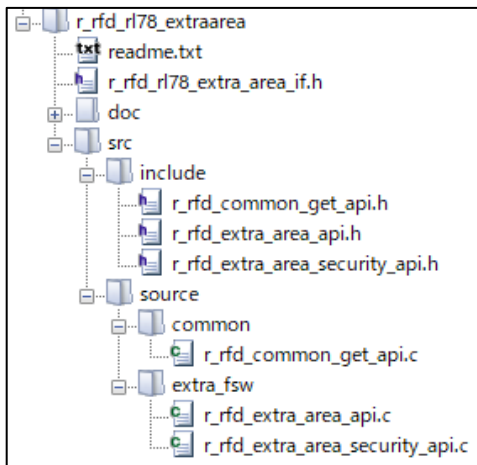 r_rfd_rl78_extraarea
readme.txt
r_rfd_rl78_extra_area_if.h
doc
src
include
r_rfd_common_get_api.h
r_rfd_extra_area_api.h
r_rfd_extra_area_security_api.h
source
common
r_rfd_common_get_api.c
extra_fsw
r_rfd_extra_area_api.c
r_rfd_extra_area_security_api.c